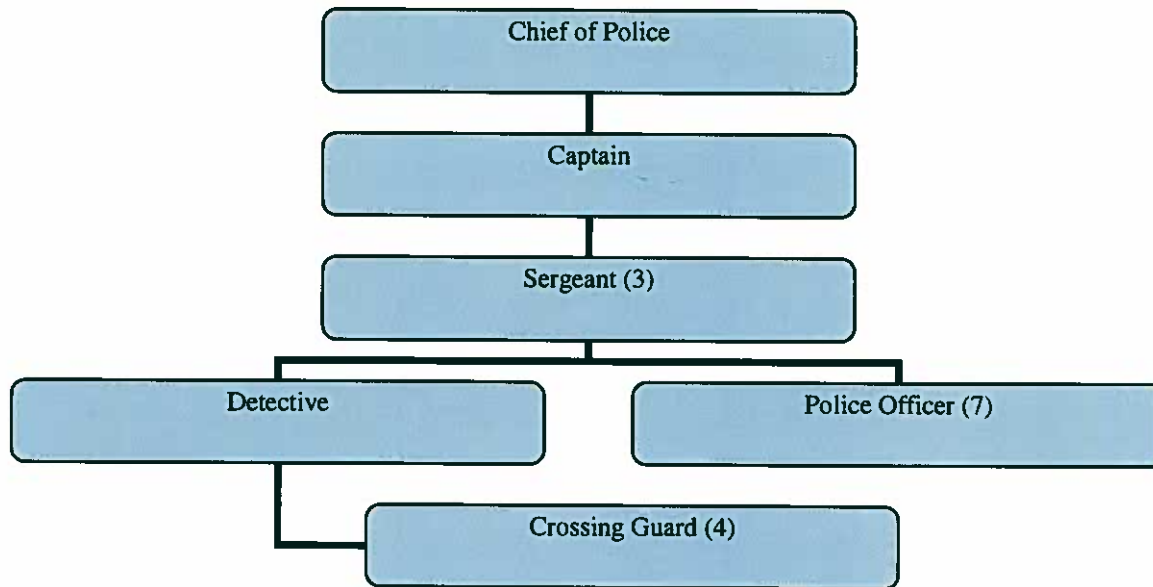 Chief of Police
Captain
Sergeant (3)
Detective
Police Officer (7)
Crossing Guard (4)